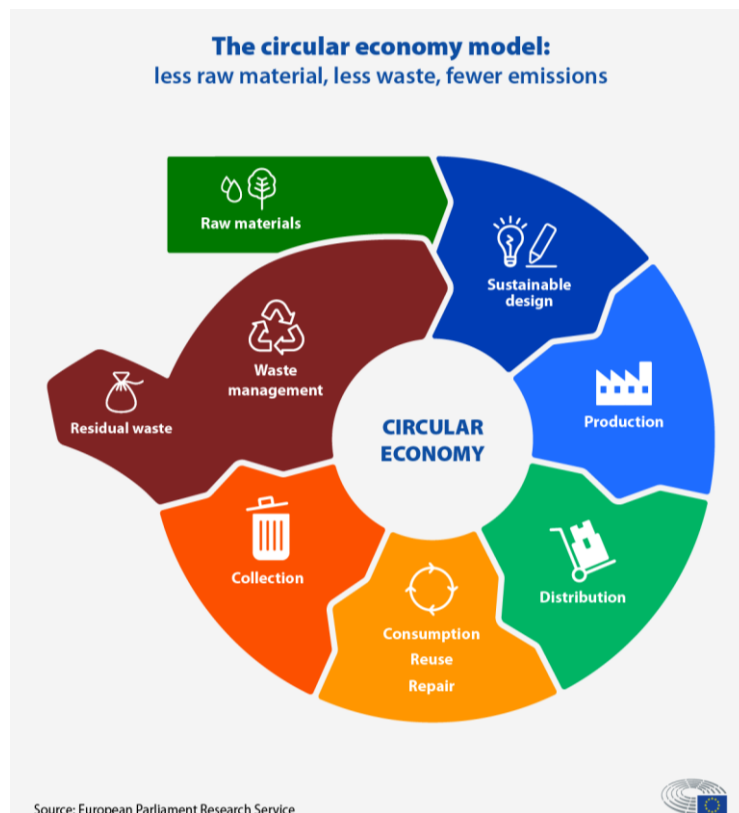 The circular economy model:
less raw material, less waste, fewer emissions
Raw materials
Sustainable
design
Production
Distribution
Consumption
Reuse
Repair
Collection
Waste
management
Residual waste
CIRCULAR
ECONOMY
Source: European Parliament Research Service